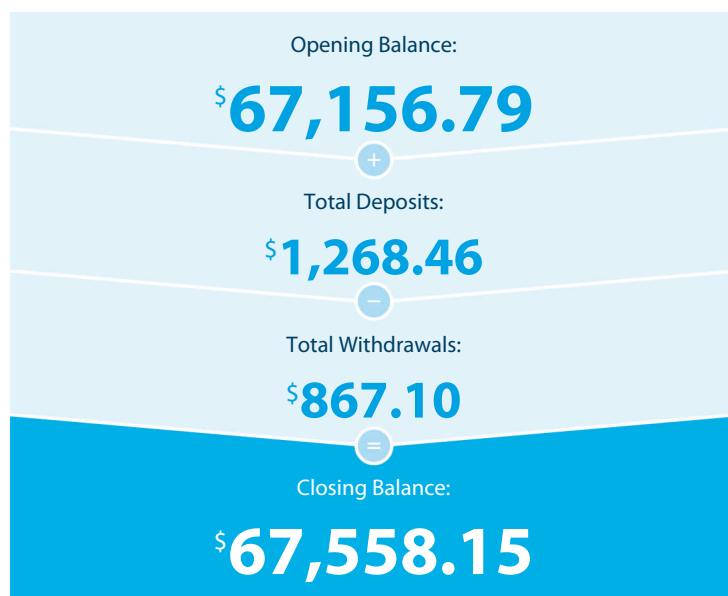 Opening Balance:
$67,156.79
+
Total Deposits:
$1,268.46
−
Total Withdrawals:
$867.10
=
Closing Balance:
$67,558.15